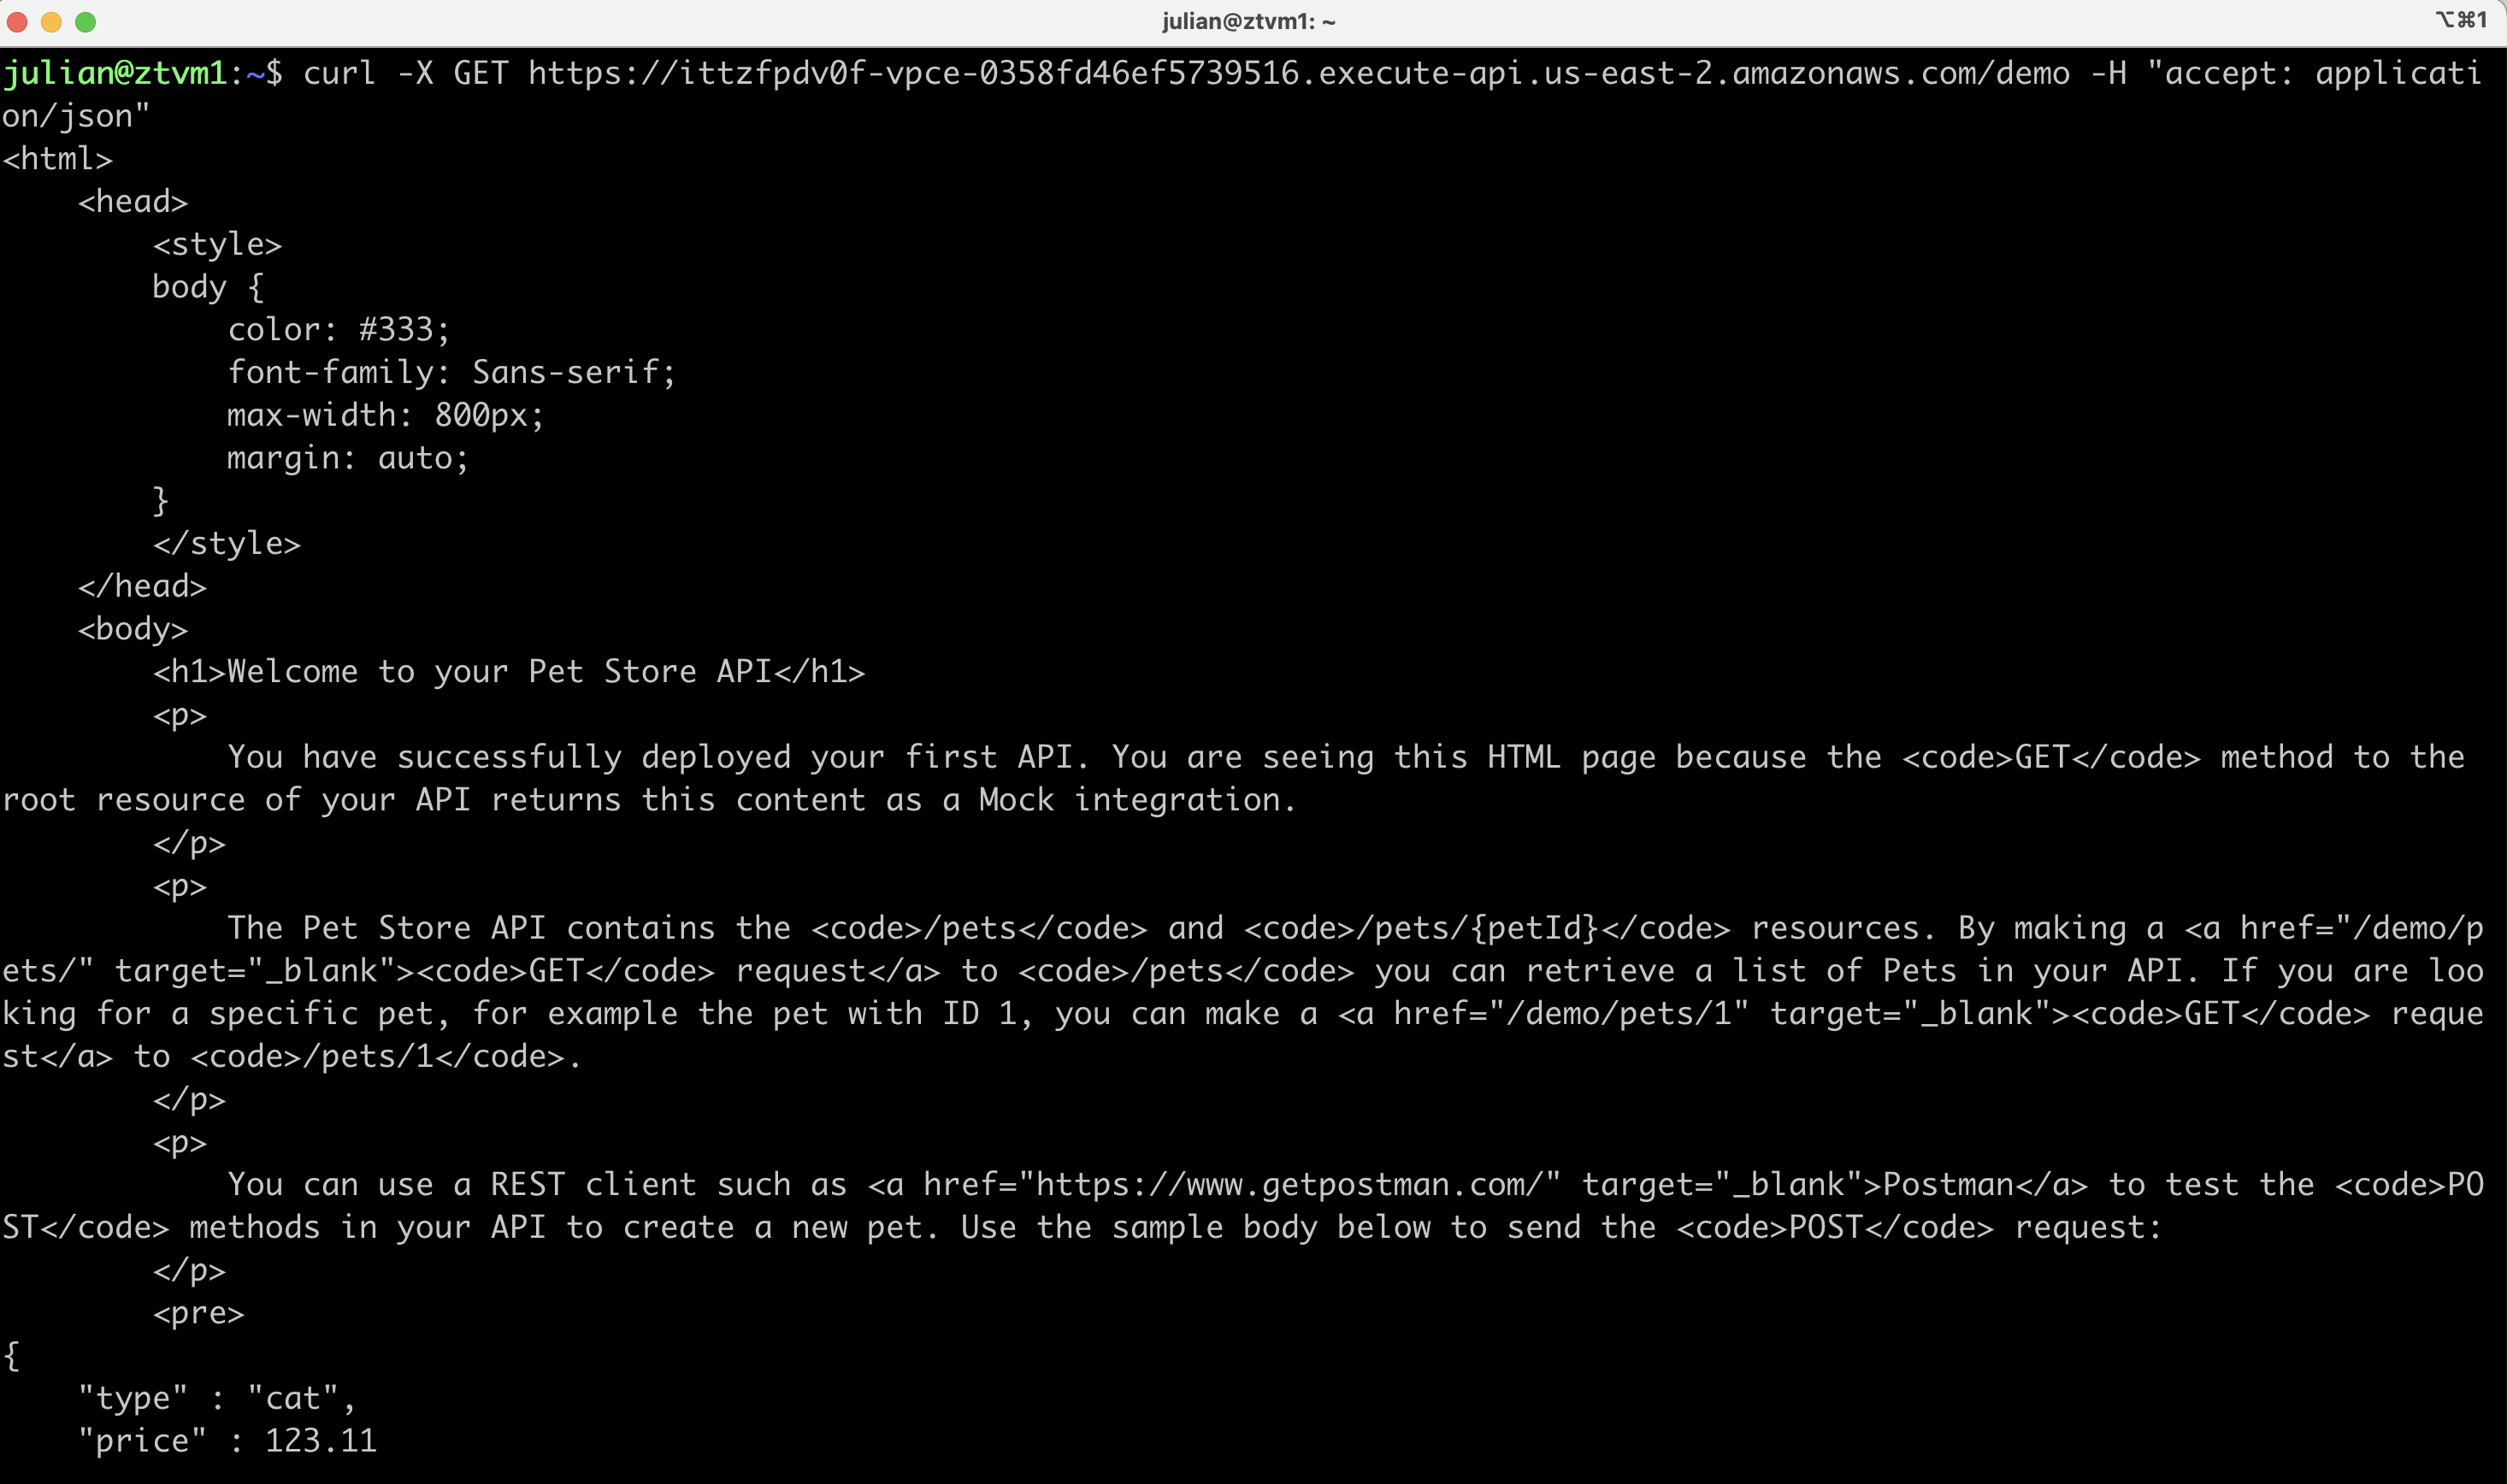 julian@ztvm1: ~
⌥⌘1
julian@ztvm1:~$ curl -X GET https://ittzfpdv0f-vpce-0358fd46ef5739516.execute-api.us-east-2.amazonaws.com/demo -H "accept: applicati
on/json"
<html>
    <head>
        <style>
        body {
            color: #333;
            font-family: Sans-serif;
            max-width: 800px;
            margin: auto;
        }
        </style>
    </head>
    <body>
        <h1>Welcome to your Pet Store API</h1>
        <p>
            You have successfully deployed your first API. You are seeing this HTML page because the <code>GET</code> method to the
root resource of your API returns this content as a Mock integration.
        </p>
        <p>
            The Pet Store API contains the <code>/pets</code> and <code>/pets/{petId}</code> resources. By making a <a href="/demo/p
ets/" target="_blank"><code>GET</code> request</a> to <code>/pets</code> you can retrieve a list of Pets in your API. If you are loo
king for a specific pet, for example the pet with ID 1, you can make a <a href="/demo/pets/1" target="_blank"><code>GET</code> reque
st</a> to <code>/pets/1</code>.
        </p>
        <p>
            You can use a REST client such as <a href="https://www.getpostman.com/" target="_blank">Postman</a> to test the <code>PO
ST</code> methods in your API to create a new pet. Use the sample body below to send the <code>POST</code> request:
        </p>
        <pre>
{
    "type" : "cat",
    "price" : 123.11